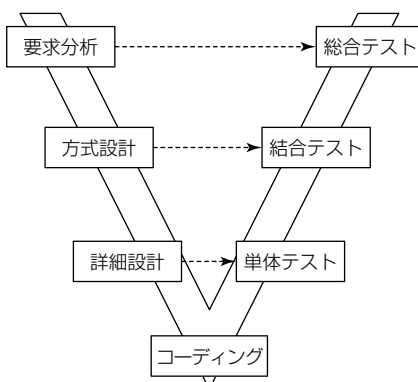 要求分析
総合テスト
方式設計
結合テスト
詳細設計
単体テスト
コーディング